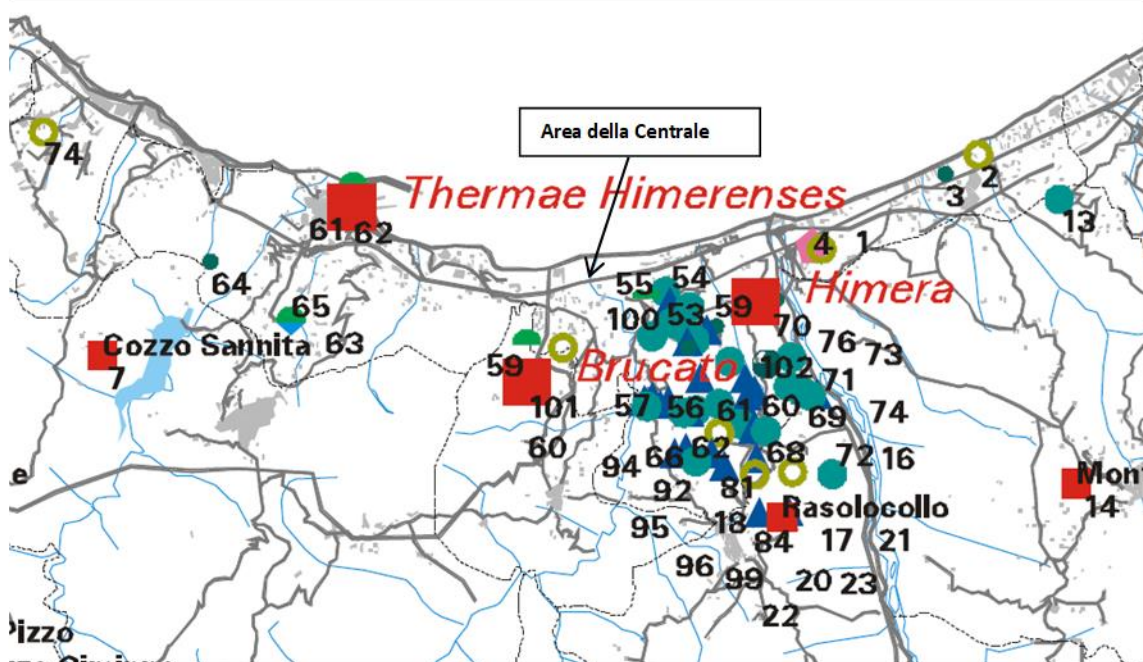 Area della Centrale
74
2
3
13
Thermae Himerenses
61 62
4 1
64
55 54
Himera
65
100 53 59
70
Cozzo Sannita 63
76 73
7
59 Brucato 102
71
101
57 56 61 60 69 74
60
94 66 62 68 72 16
92 81
e
Mon
14
Rasolocollo
95 18 84 17 21
96 99 20 23
22
Pizzo